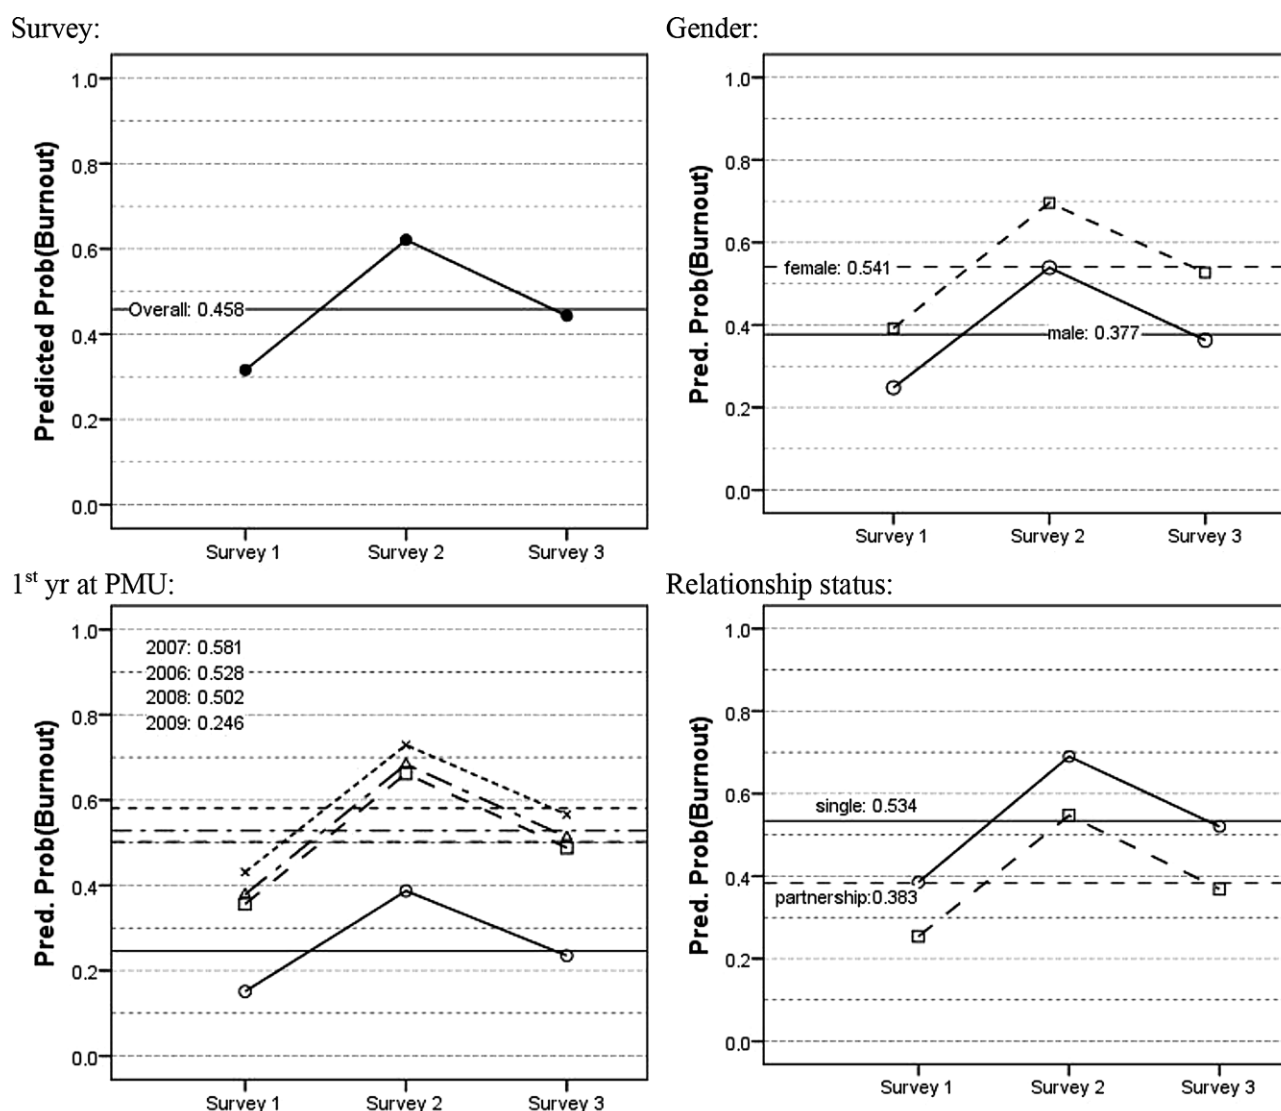 Survey:
Predicted Prob(Burnout)
1.0
0.8
0.6
0.4
0.2
0.0
Overall: 0.458
Survey 1 Survey 2 Survey 3
Gender:
Pred. Prob(Burnout)
1.0
0.8
0.6
0.4
0.2
0.0
female: 0.541
male: 0.377
Survey 1 Survey 2 Survey 3
1st yr at PMU:
Pred. Prob(Burnout)
1.0
0.8
0.6
0.4
0.2
0.0
2007: 0.581
2006: 0.528
2008: 0.502
2009: 0.246
Survey 1 Survey 2 Survey 3
Relationship status:
Pred. Prob(Burnout)
1.0
0.8
0.6
0.4
0.2
0.0
single: 0.534
partnership:0.383
Survey 1 Survey 2 Survey 3